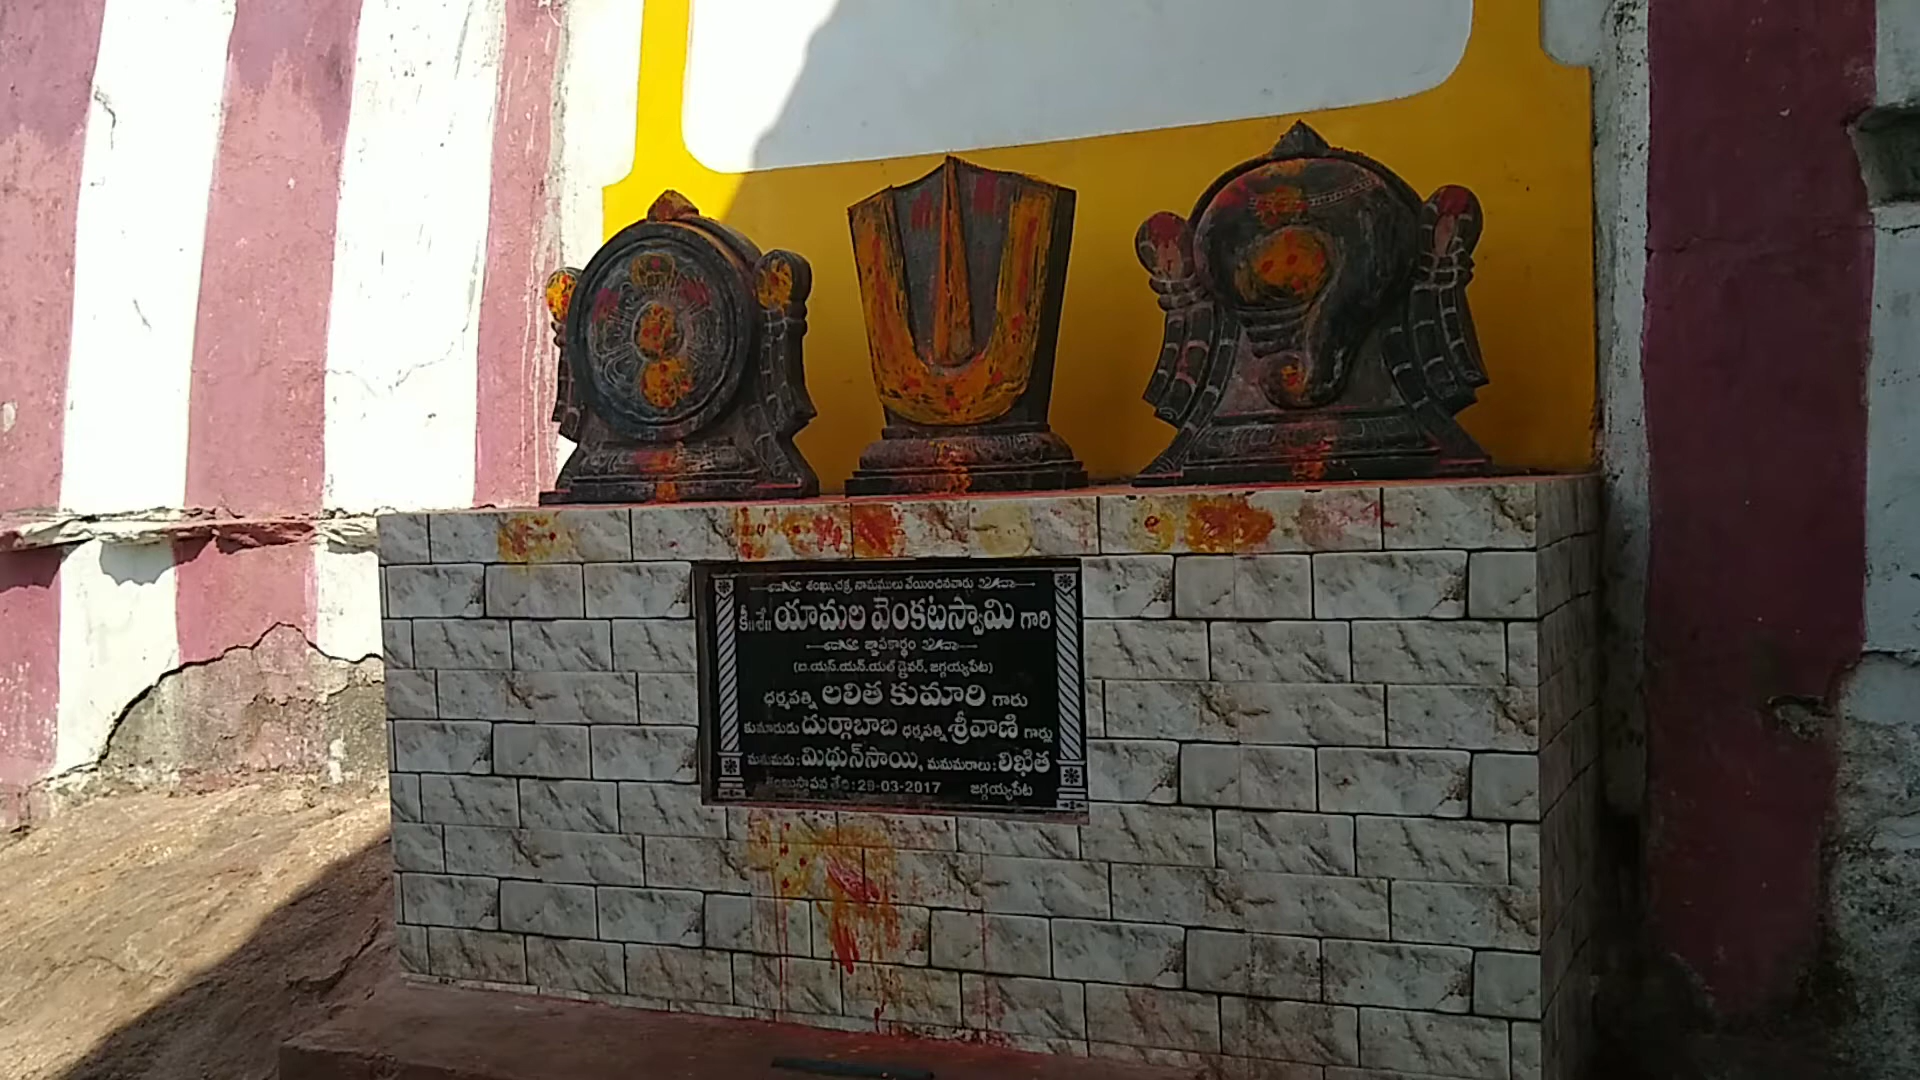 శంఖు,చక్ర, నామములు వేయించినవారు
కీ॥శే॥ యామల వెంకటస్వామి గారి
జ్ఞాపకార్థం
(బి.యస్.యన్.యల్ డ్రైవర్, జగ్గయ్యపేట)
ధర్మపత్ని లలిత కుమారి గారు
కుమారుడు దుర్గాబాబు ధర్మపత్ని శ్రీవాణి గార్లు
మనుమడు: మిథున్‌సాయి, మనుమరాలు: లిఖిత
తేది: 29-03-2017 జగ్గయ్యపేట